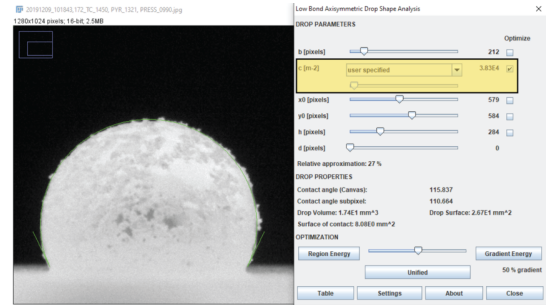 20191209_101943,172_TC_1450, PYR_1321, PRESS_0990.jpg
1280x1024 pixels; 16-bit; 2.5MB
Low Bond Axisymmetric Drop Shape Analysis
DROP PARAMETERS
Optimize
b [pixels] 212
c [m-2] user specified 3.83E4
x0 [pixels] 579
y0 [pixels] 584
h [pixels] 284
d [pixels] 0
Relative approximation: 27 %
DROP PROPERTIES
Contact angle (Canvas): 115.837
Contact angle subpixel: 110.664
Drop Volume: 1.74E1 mm^3 Drop Surface: 2.67E1 mm^2
Surface of contact: 8.08E0 mm^2
OPTIMIZATION
Region Energy Gradient Energy
Unified 50 % gradient
Table Settings About Close